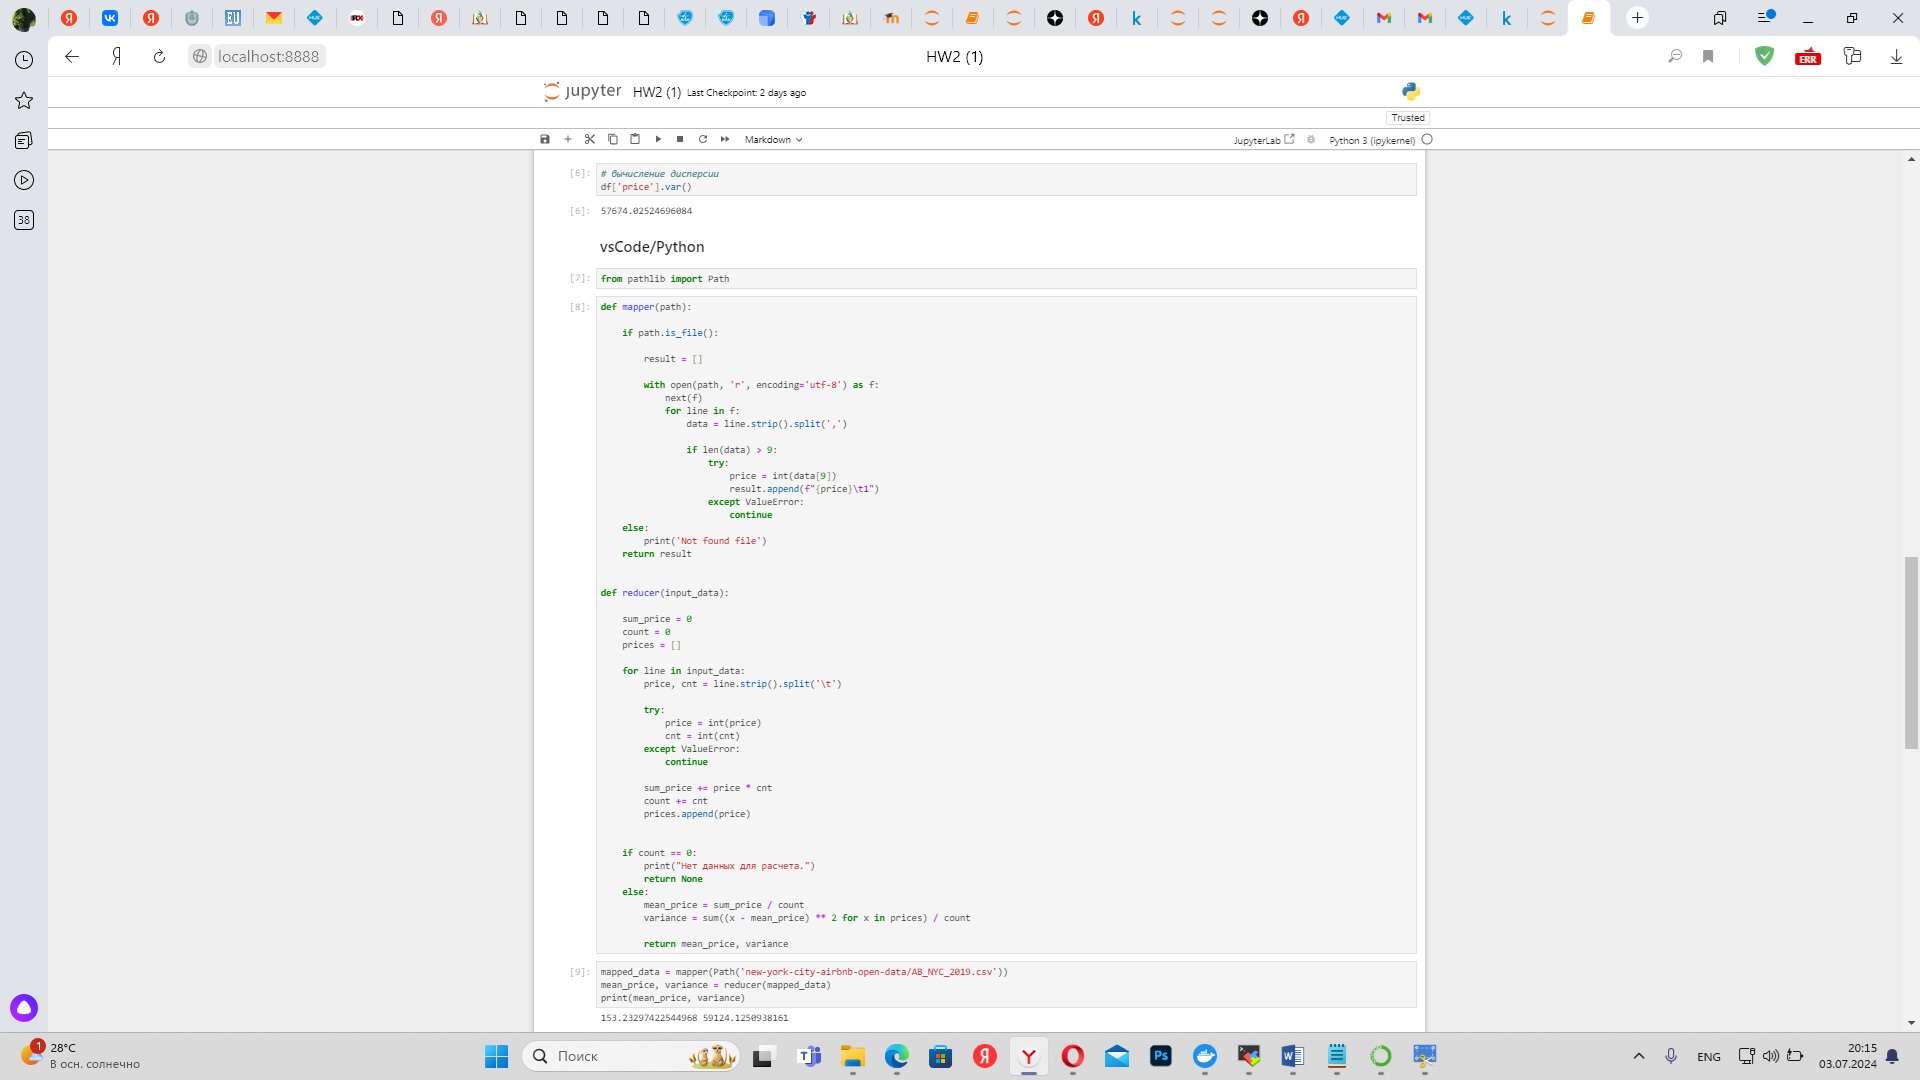 localhost:8888
HW2 (1)
ERR
38
jupyter HW2 (1) Last Checkpoint: 2 days ago
Trusted
Markdown
JupyterLab
Python 3 (ipykernel)
[6]: # вычисление дисперсии
df['price'].var()
[6]: 57674.02524696084
vsCode/Python
[7]: from pathlib import Path
[8]: def mapper(path):
if path.is_file():
result = []
with open(path, 'r', encoding='utf-8') as f:
next(f)
for line in f:
data = line.strip().split(',')
if len(data) > 9:
try:
price = int(data[9])
result.append(f"{price}\t1")
except ValueError:
continue
else:
print('Not found file')
return result
def reducer(input_data):
sum_price = 0
count = 0
prices = []
for line in input_data:
price, cnt = line.strip().split('\t')
try:
price = int(price)
cnt = int(cnt)
except ValueError:
continue
sum_price += price * cnt
count += cnt
prices.append(price)
if count == 0:
print("Нет данных для расчета.")
return None
else:
mean_price = sum_price / count
variance = sum((x - mean_price) ** 2 for x in prices) / count
return mean_price, variance
[9]: mapped_data = mapper(Path('new-york-city-airbnb-open-data/AB_NYC_2019.csv'))
mean_price, variance = reducer(mapped_data)
print(mean_price, variance)
153.23297422544968 59124.1250938161
1
28°C
В осн. солнечно
Поиск
ENG
20:15
03.07.2024